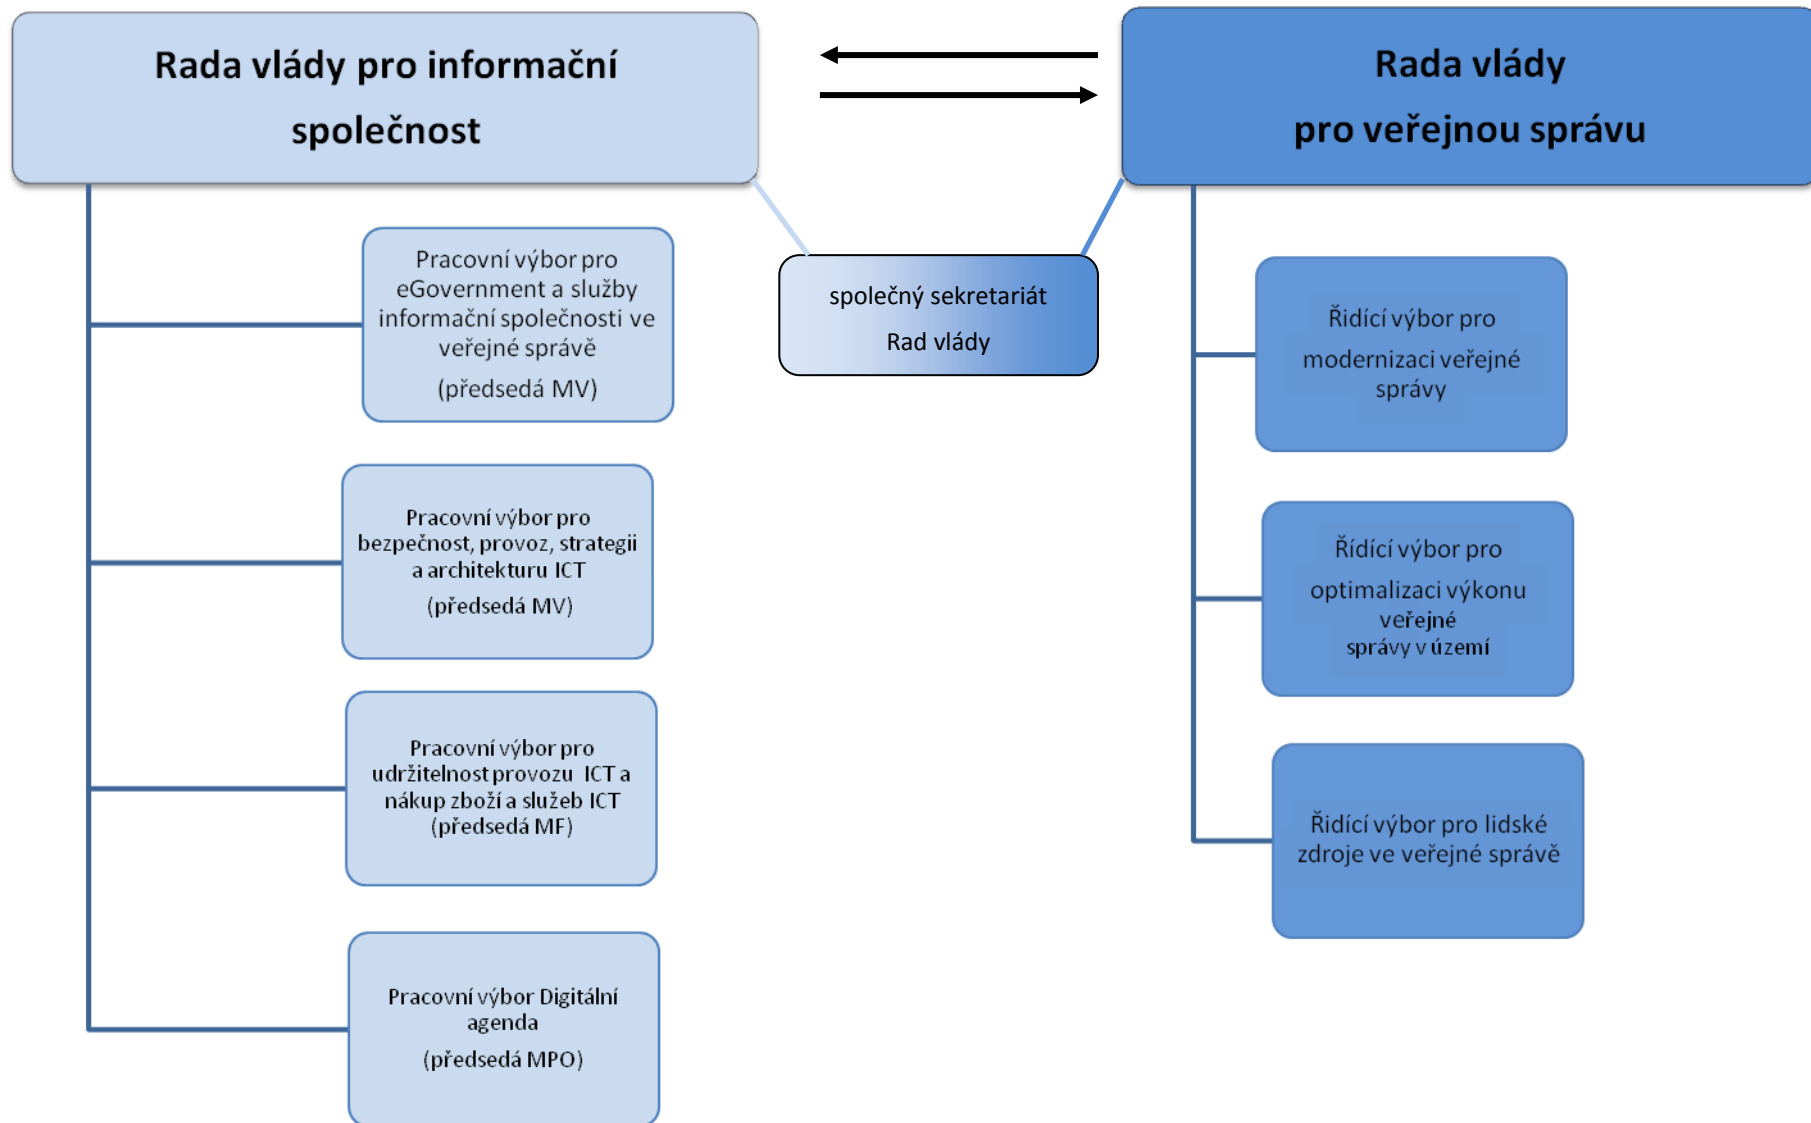 Rada vlády pro informační
společnost
Rada vlády
pro veřejnou správu
společný sekretariát
Rad vlády
Pracovní výbor pro
eGovernment a služby
informační společnosti ve
veřejné správě
(předsedá MV)
Pracovní výbor pro
bezpečnost, provoz, strategii
a architekturu ICT
(předsedá MV)
Pracovní výbor pro
udržitelnost provozu ICT a
nákup zboží a služeb ICT
(předsedá MF)
Pracovní výbor Digitální
agenda
(předsedá MPO)
Řidící výbor pro
modernizaci veřejné
správy
Řídící výbor pro
optimalizaci výkonu
veřejné
správy v území
Řidící výbor pro lidské
zdroje ve veřejné správě